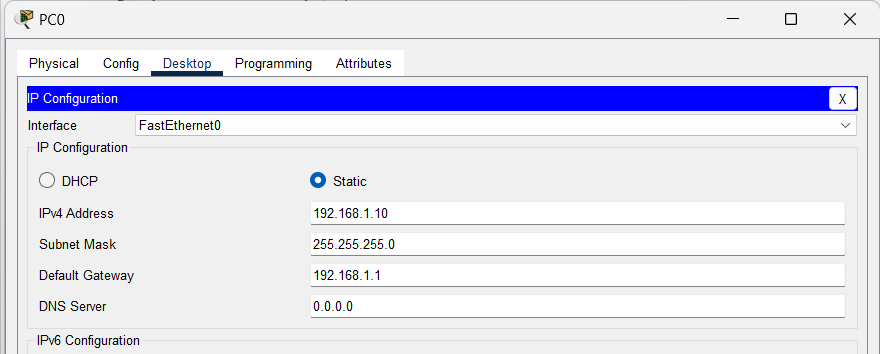 PC0
Physical Config Desktop Programming Attributes
IP Configuration X
Interface FastEthernet0
IP Configuration
DHCP Static
IPv4 Address 192.168.1.10
Subnet Mask 255.255.255.0
Default Gateway 192.168.1.1
DNS Server 0.0.0.0
IPv6 Configuration